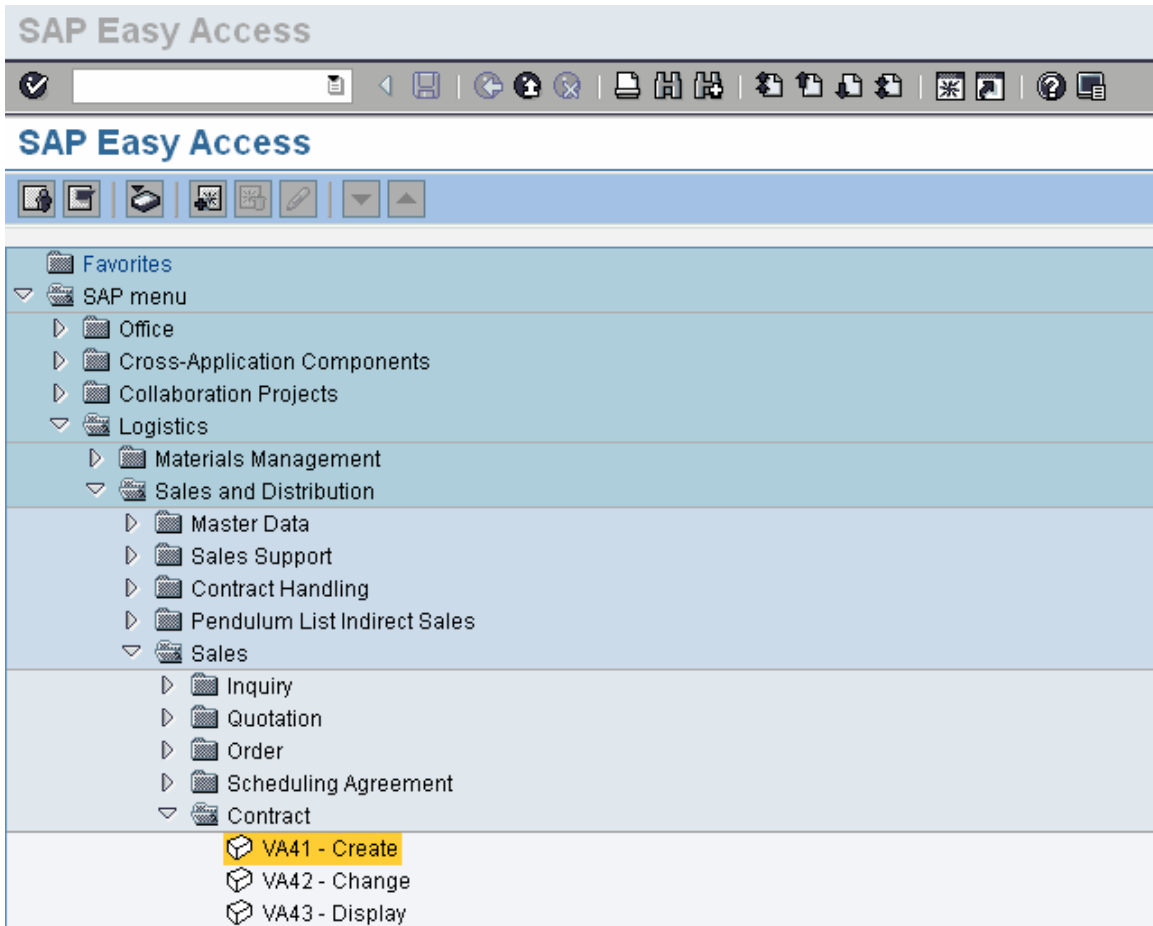 SAP Easy Access
SAP Easy Access
Favorites
SAP menu
Office
Cross-Application Components
Collaboration Projects
Logistics
Materials Management
Sales and Distribution
Master Data
Sales Support
Contract Handling
Pendulum List Indirect Sales
Sales
Inquiry
Quotation
Order
Scheduling Agreement
Contract
VA41 - Create
VA42 - Change
VA43 - Display